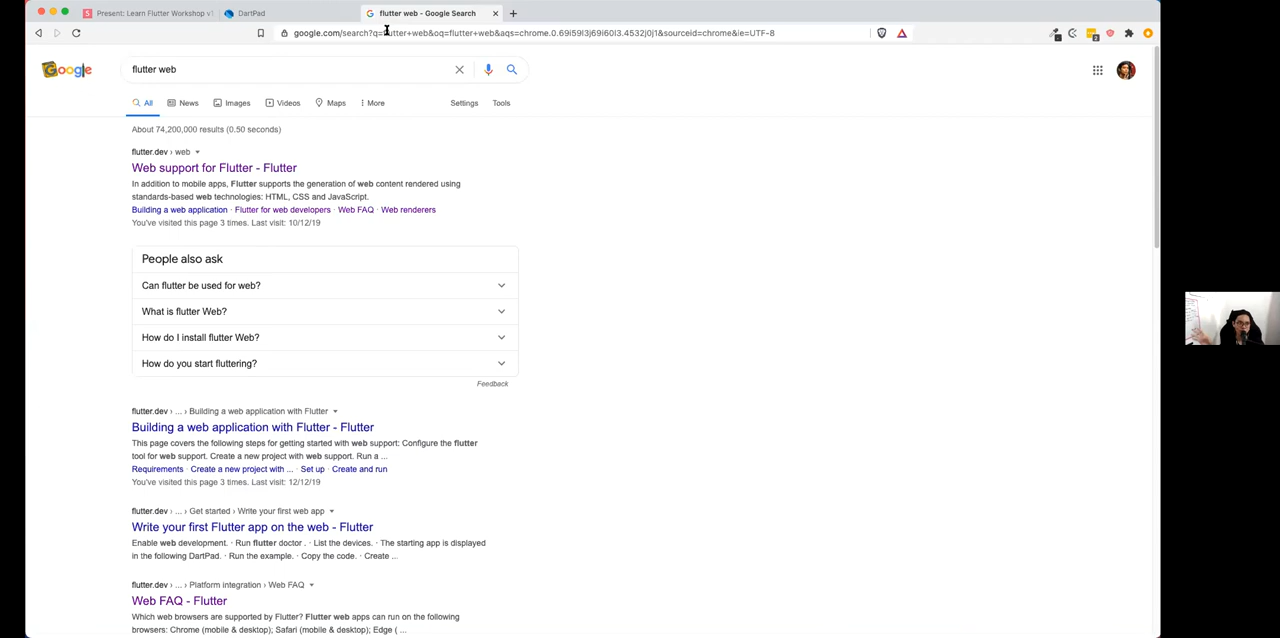 Present: Learn Flutter Workshop v1
DartPad
flutter web - Google Search
google.com/search?q=flutter+web&oq=flutter+web&aqs=chrome.0.69i59l3j69i60l3.4532j0j1&sourceid=chrome&ie=UTF-8
Google
flutter web
All
News
Images
Videos
Maps
More
Settings
Tools
About 74,200,000 results (0.50 seconds)
flutter.dev › web
Web support for Flutter - Flutter
In addition to mobile apps, Flutter supports the generation of web content rendered using
standards-based web technologies: HTML, CSS and JavaScript.
Building a web application · Flutter for web developers · Web FAQ · Web renderers
You've visited this page 3 times. Last visit: 10/12/19
People also ask
Can flutter be used for web?
What is flutter Web?
How do I install flutter Web?
How do you start fluttering?
Feedback
flutter.dev › ... › Building a web application with Flutter
Building a web application with Flutter - Flutter
This page covers the following steps for getting started with web support: Configure the flutter
tool for web support. Create a new project with web support. Run a ...
Requirements · Create a new project with ... · Set up · Create and run
You've visited this page 3 times. Last visit: 12/12/19
flutter.dev › ... › Get started › Write your first web app
Write your first Flutter app on the web - Flutter
Enable web development. · Run flutter doctor . · List the devices. · The starting app is displayed
in the following DartPad. · Run the example. · Copy the code. · Create ...
flutter.dev › ... › Platform integration › Web FAQ
Web FAQ - Flutter
Which web browsers are supported by Flutter? Flutter web apps can run on the following
browsers: Chrome (mobile & desktop); Safari (mobile & desktop); Edge ( ...